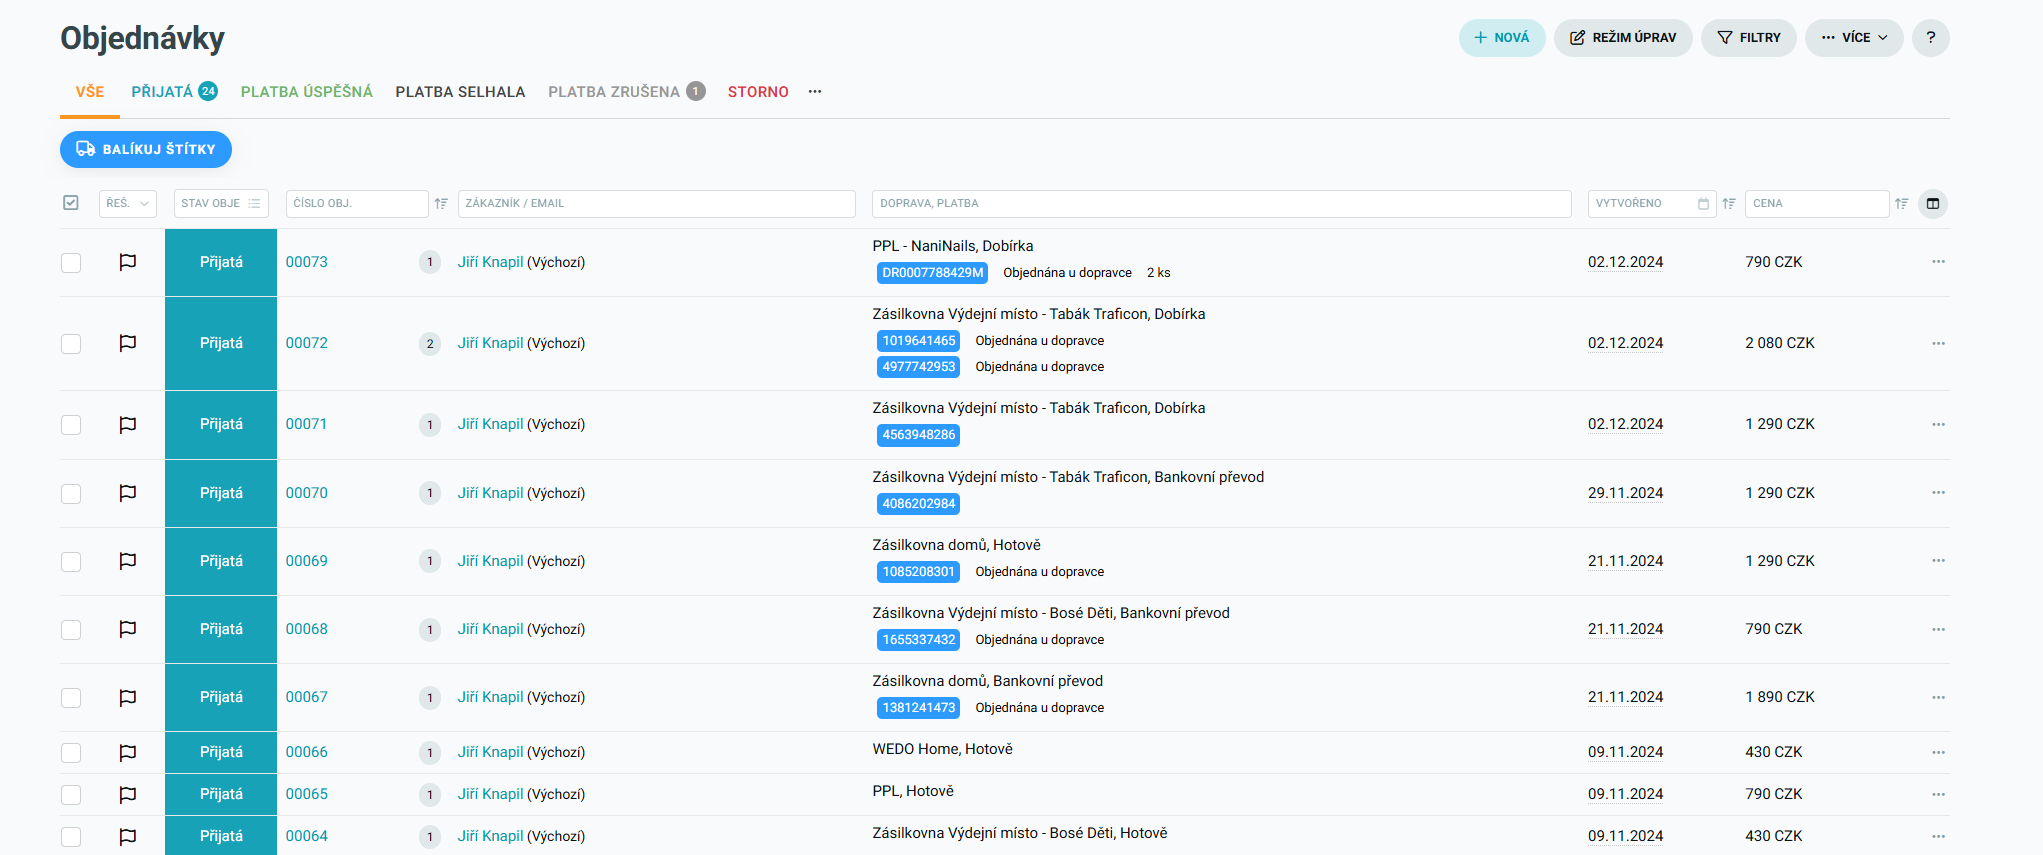 Objednávky
NOVÁ
REŽIM ÚPRAV
FILTRY
VÍCE
?
VŠE
PŘIJATÁ 24
PLATBA ÚSPĚŠNÁ
PLATBA SELHALA
PLATBA ZRUŠENA 1
STORNO
BALÍKUJ ŠTÍTKY
ŘEŠ. STAV OBJE ČÍSLO OBJ. ZÁKAZNÍK / EMAIL DOPRAVA, PLATBA VYTVOŘENO CENA
PPL - NaniNails, Dobírka
Přijatá 00073 1 Jiří Knapil (Výchozí) 02.12.2024 790 CZK
DR0007788429M Objednána u dopravce 2 ks
Zásilkovna Výdejní místo - Tabák Traficon, Dobírka
Přijatá 00072 2 Jiří Knapil (Výchozí) 1019641465 Objednána u dopravce 02.12.2024 2 080 CZK
4977742953 Objednána u dopravce
Zásilkovna Výdejní místo - Tabák Traficon, Dobírka
Přijatá 00071 1 Jiří Knapil (Výchozí) 02.12.2024 1 290 CZK
4563948286
Zásilkovna Výdejní místo - Tabák Traficon, Bankovní převod
Přijatá 00070 1 Jiří Knapil (Výchozí) 29.11.2024 1 290 CZK
4086202984
Zásilkovna domů, Hotově
Přijatá 00069 1 Jiří Knapil (Výchozí) 21.11.2024 1 290 CZK
1085208301 Objednána u dopravce
Zásilkovna Výdejní místo - Bosé Děti, Bankovní převod
Přijatá 00068 1 Jiří Knapil (Výchozí) 21.11.2024 790 CZK
1655337432 Objednána u dopravce
Zásilkovna domů, Bankovní převod
Přijatá 00067 1 Jiří Knapil (Výchozí) 21.11.2024 1 890 CZK
1381241473 Objednána u dopravce
Přijatá 00066 1 Jiří Knapil (Výchozí) WEDO Home, Hotově 09.11.2024 430 CZK
Přijatá 00065 1 Jiří Knapil (Výchozí) PPL, Hotově 09.11.2024 790 CZK
Přijatá 00064 1 Jiří Knapil (Výchozí) Zásilkovna Výdejní místo - Bosé Děti, Hotově 09.11.2024 430 CZK